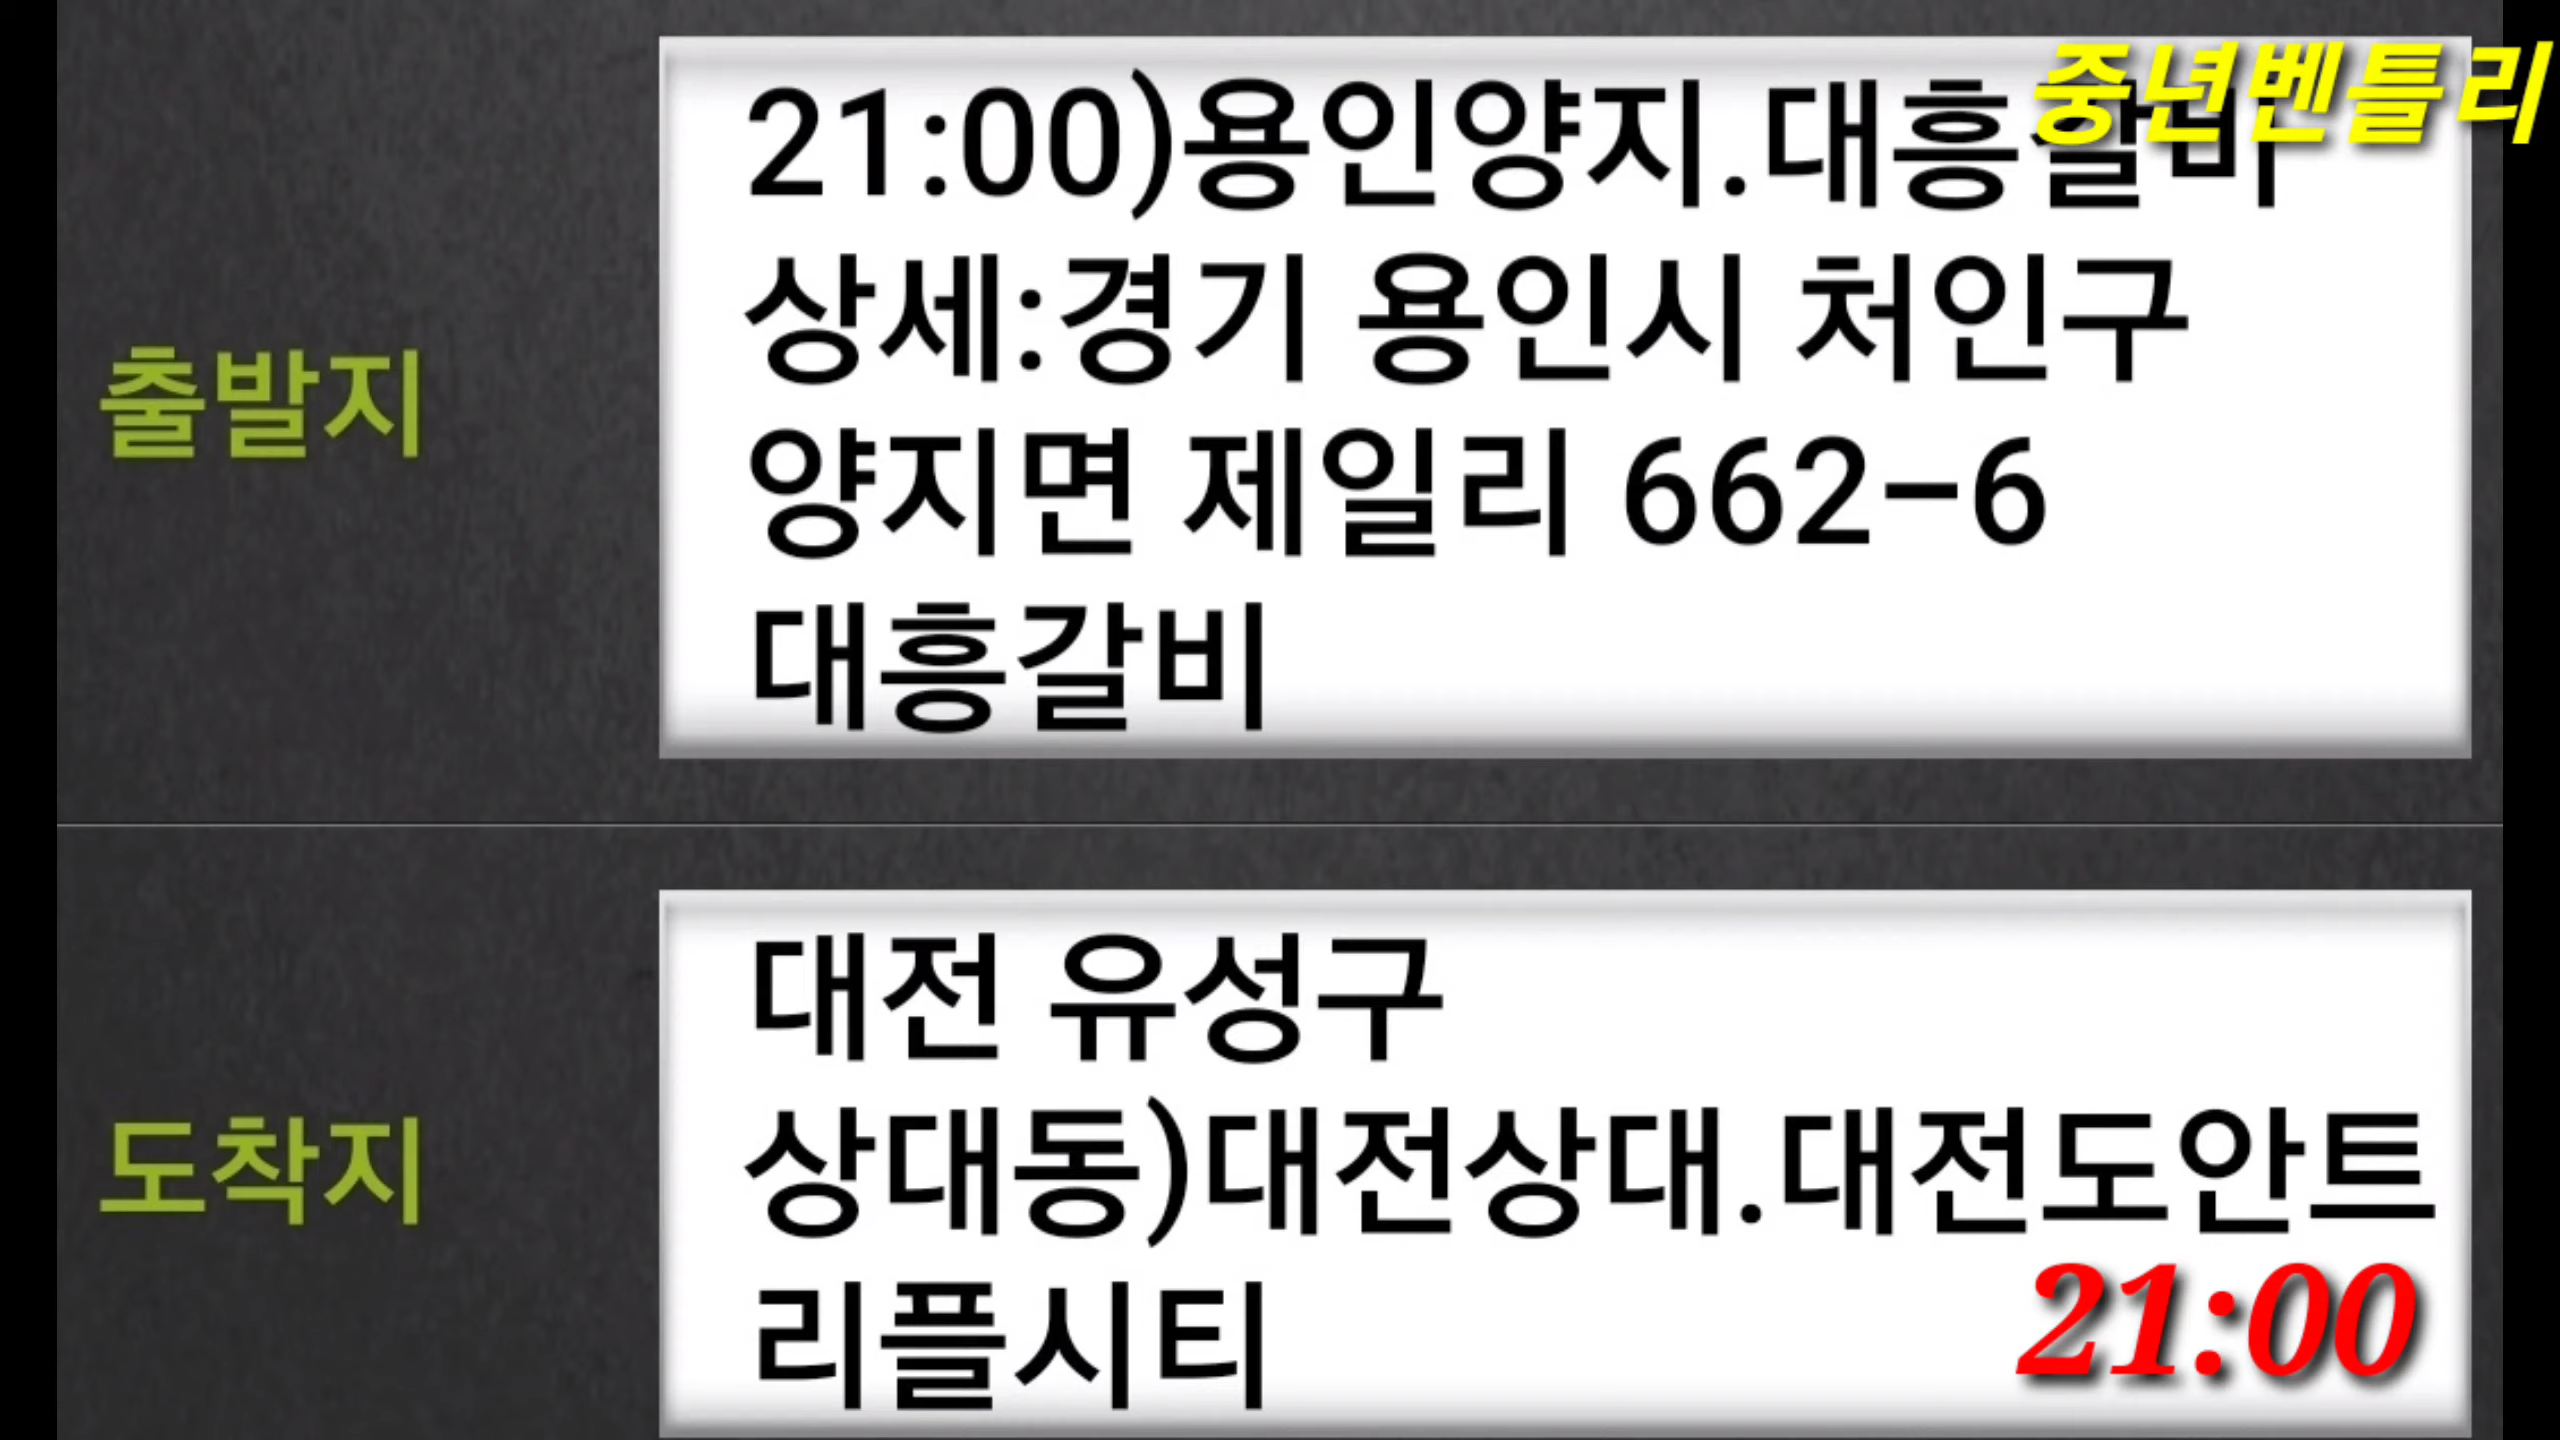 중년벤틀리
출발지
21:00)용인양지.대흥갈비
상세:경기 용인시 처인구
양지면 제일리 662-6
대흥갈비
도착지
대전 유성구
상대동)대전상대.대전도안트
리플시티
21:00